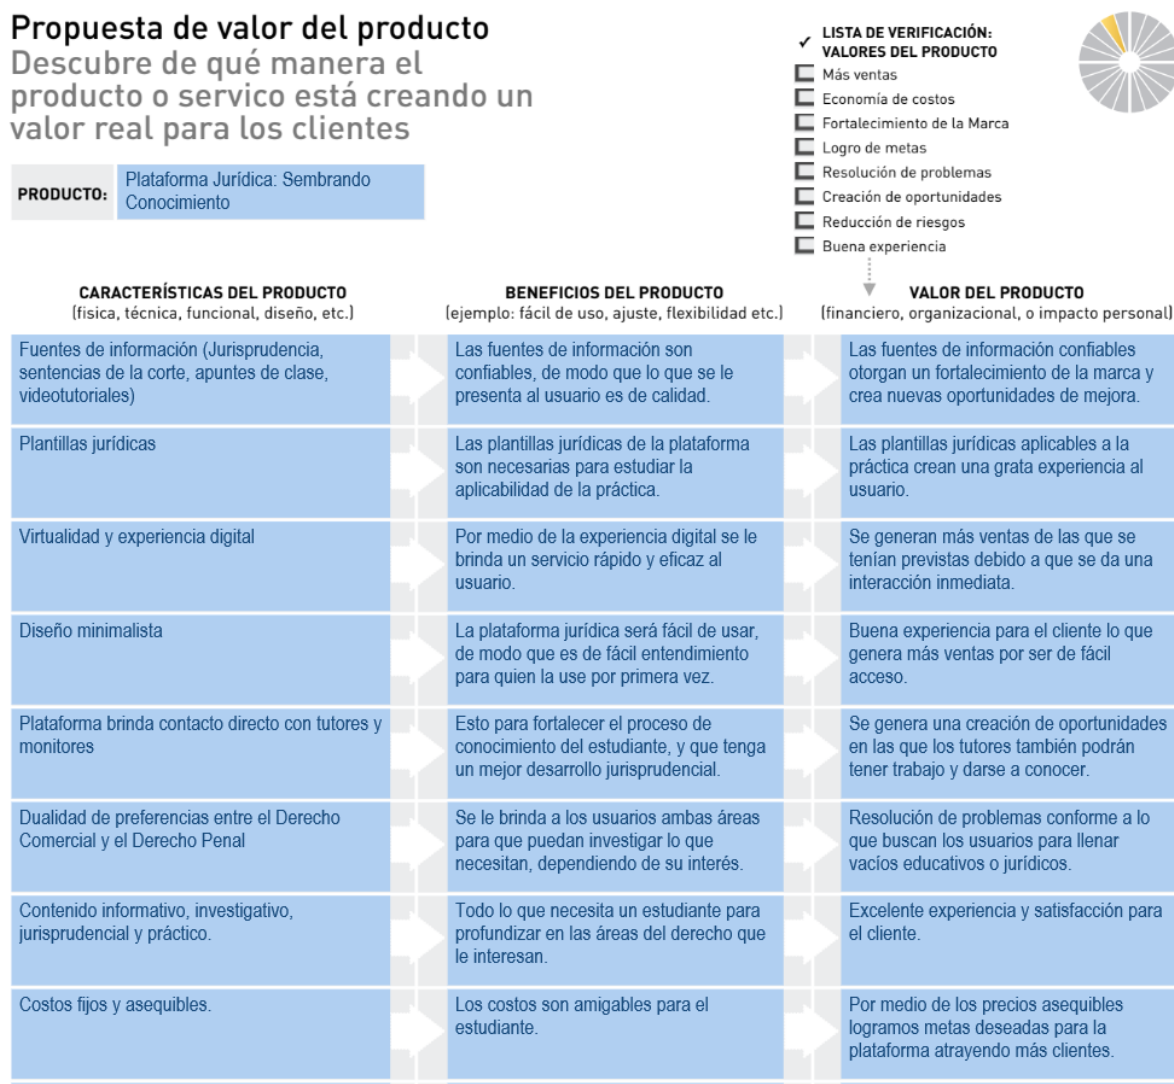 Propuesta de valor del producto
Descubre de qué manera el
producto o servico está creando un
valor real para los clientes
PRODUCTO:
Plataforma Jurídica: Sembrando
Conocimiento
✓ LISTA DE VERIFICACIÓN:
VALORES DEL PRODUCTO
Más ventas
Economía de costos
Fortalecimiento de la Marca
Logro de metas
Resolución de problemas
Creación de oportunidades
Reducción de riesgos
Buena experiencia
CARACTERÍSTICAS DEL PRODUCTO
(fisica, técnica, funcional, diseño, etc.)
BENEFICIOS DEL PRODUCTO
(ejemplo: fácil de uso, ajuste, flexibilidad etc.)
VALOR DEL PRODUCTO
(financiero, organizacional, o impacto personal)
Fuentes de información (Jurisprudencia,
sentencias de la corte, apuntes de clase,
videotutoriales)
Las fuentes de información son
confiables, de modo que lo que se le
presenta al usuario es de calidad.
Las fuentes de información confiables
otorgan un fortalecimiento de la marca y
crea nuevas oportunidades de mejora.
Plantillas jurídicas
Las plantillas jurídicas de la plataforma
son necesarias para estudiar la
aplicabilidad de la práctica.
Las plantillas jurídicas aplicables a la
práctica crean una grata experiencia al
usuario.
Virtualidad y experiencia digital
Por medio de la experiencia digital se le
brinda un servicio rápido y eficaz al
usuario.
Se generan más ventas de las que se
tenían previstas debido a que se da una
interacción inmediata.
Diseño minimalista
La plataforma jurídica será fácil de usar,
de modo que es de fácil entendimiento
para quien la use por primera vez.
Buena experiencia para el cliente lo que
genera más ventas por ser de fácil
acceso.
Plataforma brinda contacto directo con tutores y
monitores
Esto para fortalecer el proceso de
conocimiento del estudiante, y que tenga
un mejor desarrollo jurisprudencial.
Se genera una creación de oportunidades
en las que los tutores también podrán
tener trabajo y darse a conocer.
Dualidad de preferencias entre el Derecho
Comercial y el Derecho Penal
Se le brinda a los usuarios ambas áreas
para que puedan investigar lo que
necesitan, dependiendo de su interés.
Resolución de problemas conforme a lo
que buscan los usuarios para llenar
vacíos educativos o jurídicos.
Contenido informativo, investigativo,
jurisprudencial y práctico.
Todo lo que necesita un estudiante para
profundizar en las áreas del derecho que
le interesan.
Excelente experiencia y satisfacción para
el cliente.
Costos fijos y asequibles.
Los costos son amigables para el
estudiante.
Por medio de los precios asequibles
logramos metas deseadas para la
plataforma atrayendo más clientes.